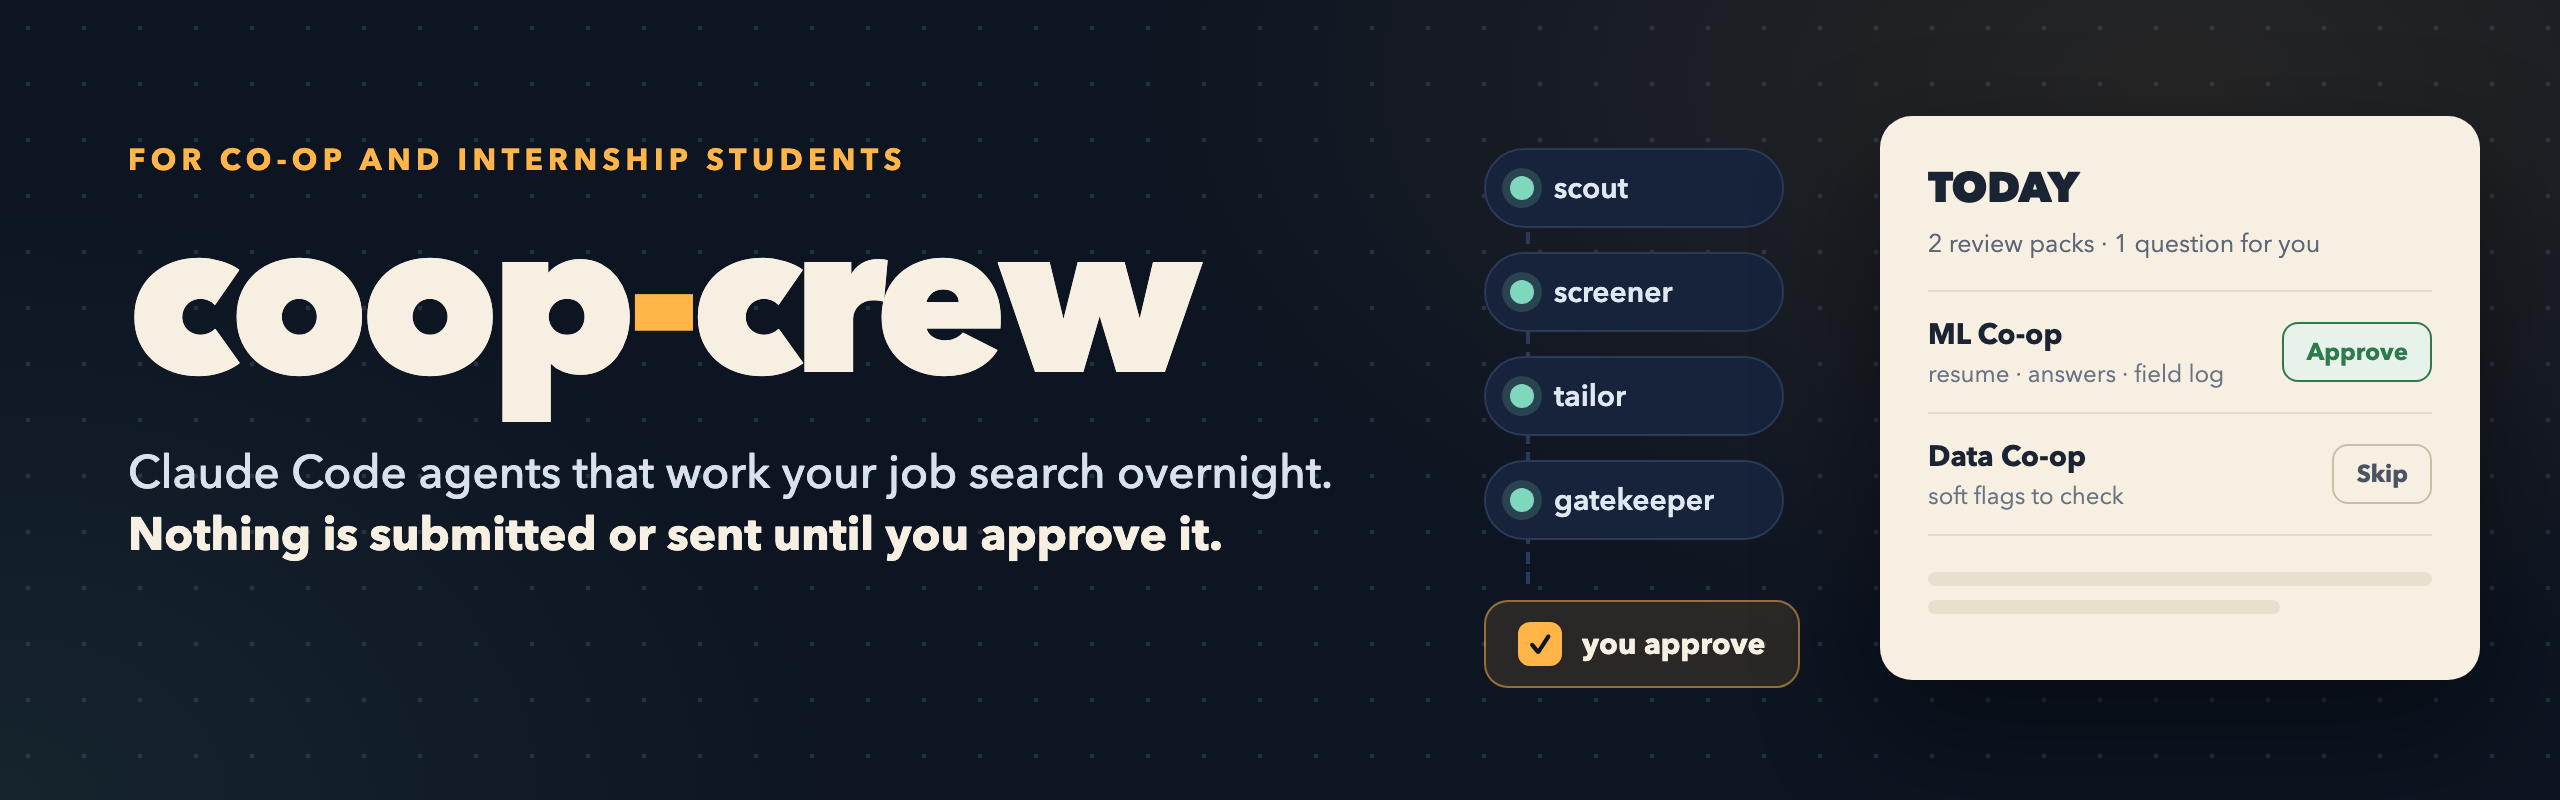 FOR CO-OP AND INTERNSHIP STUDENTS
coop-crew
Claude Code agents that work your job search overnight.
Nothing is submitted or sent until you approve it.
scout
screener
tailor
gatekeeper
you approve
TODAY
2 review packs · 1 question for you
ML Co-op
resume · answers · field log
Approve
Data Co-op
soft flags to check
Skip